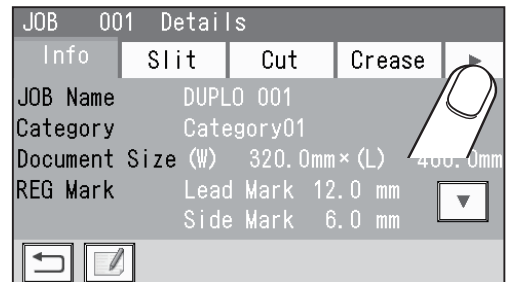 JOB 001 Details
Info Slit Cut Crease ▶
JOB Name DUPLO 001
Category Category01
Document Size (W) 320.0mm×(L) 460.0mm
REG Mark Lead Mark 12.0 mm
Side Mark 6.0 mm ▼